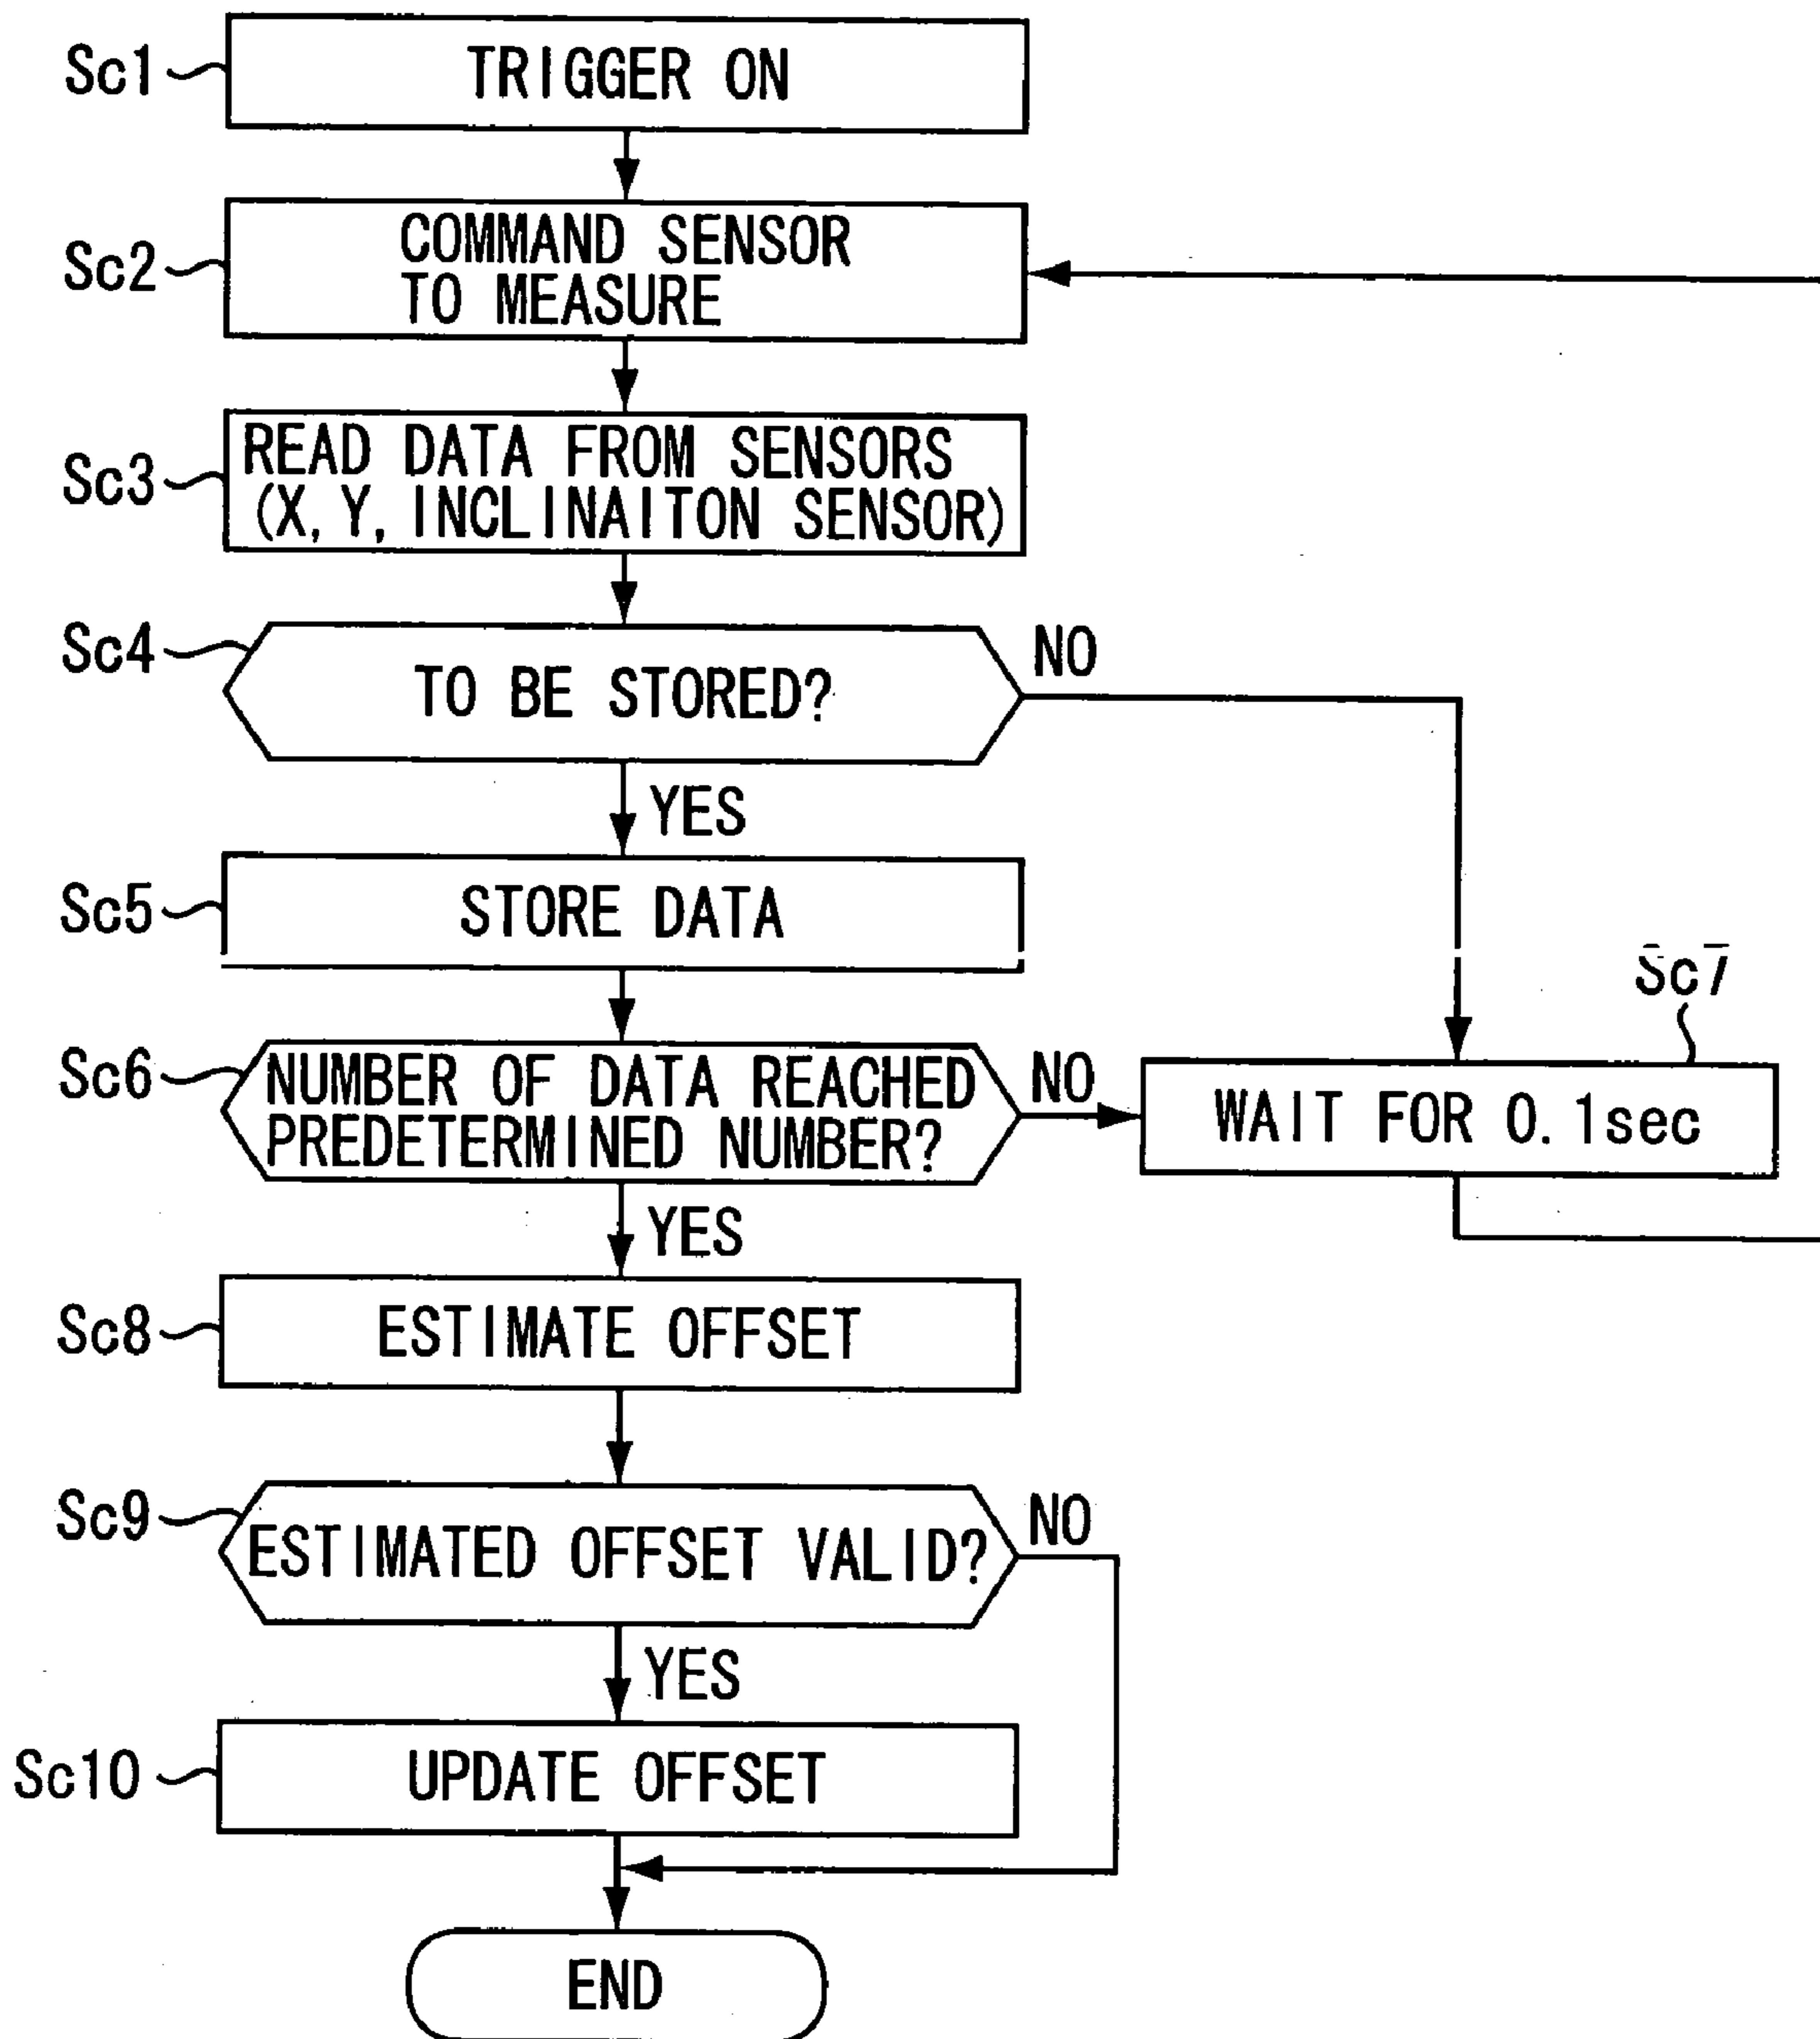 Sc1
TRIGGER ON
Sc2
COMMAND SENSOR
TO MEASURE
Sc3
READ DATA FROM SENSORS
(X, Y, INCLINAITON SENSOR)
Sc4
TO BE STORED?
NO
YES
Sc5
STORE DATA
Sc6
NUMBER OF DATA REACHED
PREDETERMINED NUMBER?
NO
Sc7
WAIT FOR 0.1sec
YES
Sc8
ESTIMATE OFFSET
Sc9
ESTIMATED OFFSET VALID?
NO
YES
Sc10
UPDATE OFFSET
END